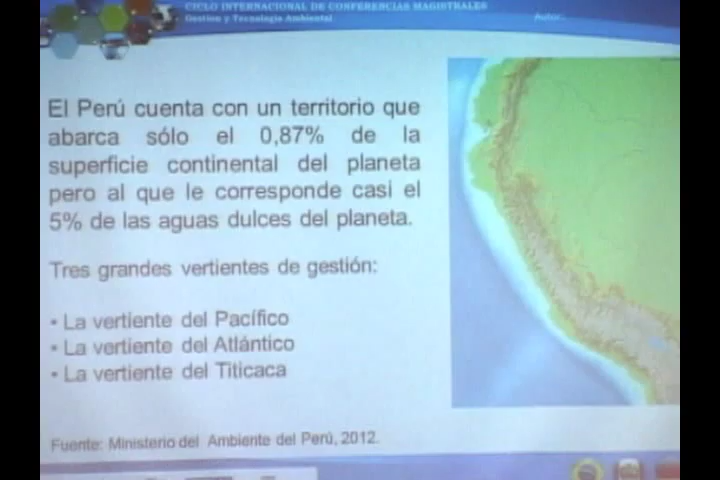 CICLO INTERNACIONAL DE CONFERENCIAS MAGISTRALES
Gestion y Tecnología Ambiental
Autor:
El Perú cuenta con un territorio que
abarca sólo el 0,87% de la
superficie continental del planeta
pero al que le corresponde casi el
5% de las aguas dulces del planeta.
Tres grandes vertientes de gestión:
• La vertiente del Pacífico
• La vertiente del Atlántico
• La vertiente del Titicaca
Fuente: Ministerio del Ambiente del Perú, 2012.